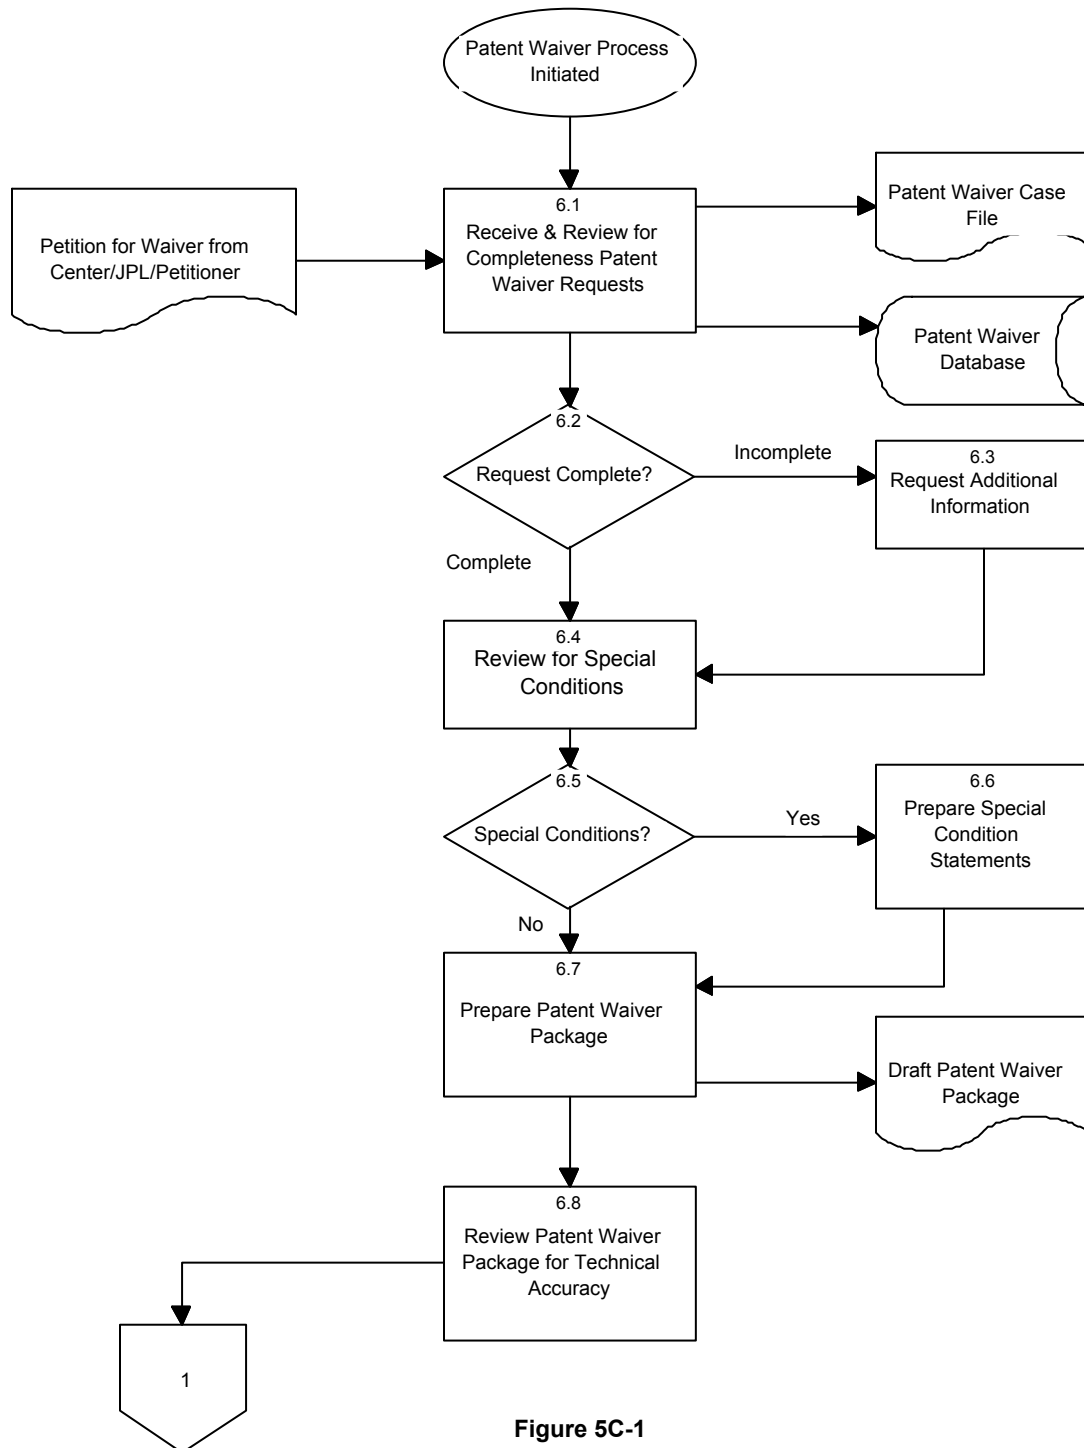 Patent Waiver Process
Initiated
Petition for Waiver from
Center/JPL/Petitioner
6.1
Receive & Review for
Completeness Patent
Waiver Requests
Patent Waiver Case
File
Patent Waiver
Database
6.2
Request Complete?
Incomplete
6.3
Request Additional
Information
Complete
6.4
Review for Special
Conditions
6.5
Special Conditions?
Yes
6.6
Prepare Special
Condition
Statements
No
6.7
Prepare Patent Waiver
Package
Draft Patent Waiver
Package
6.8
Review Patent Waiver
Package for Technical
Accuracy
1
Figure 5C-1